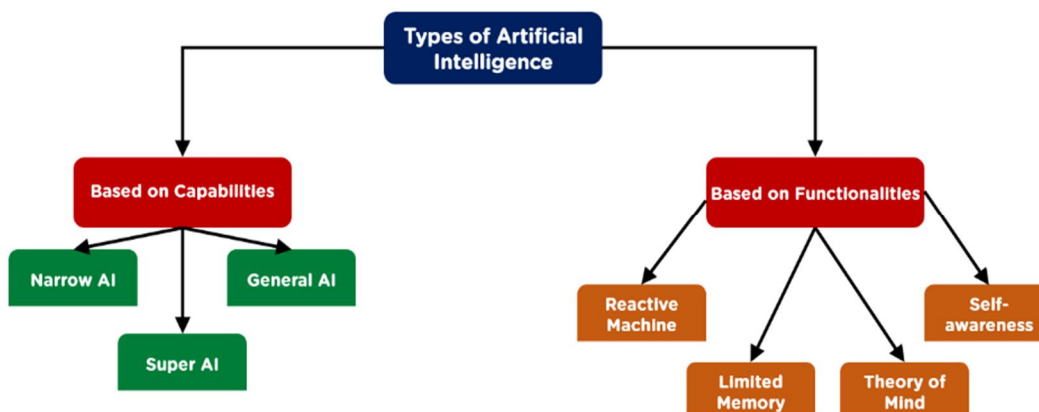 Types of Artificial
Intelligence
Based on Capabilities
Based on Functionalities
Narrow AI
General AI
Super AI
Reactive
Machine
Self-
awareness
Limited
Memory
Theory of
Mind